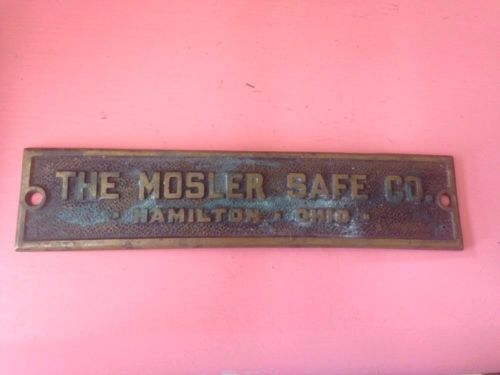 THE MOSLER SAFE CO.
· HAMILTON · OHIO ·